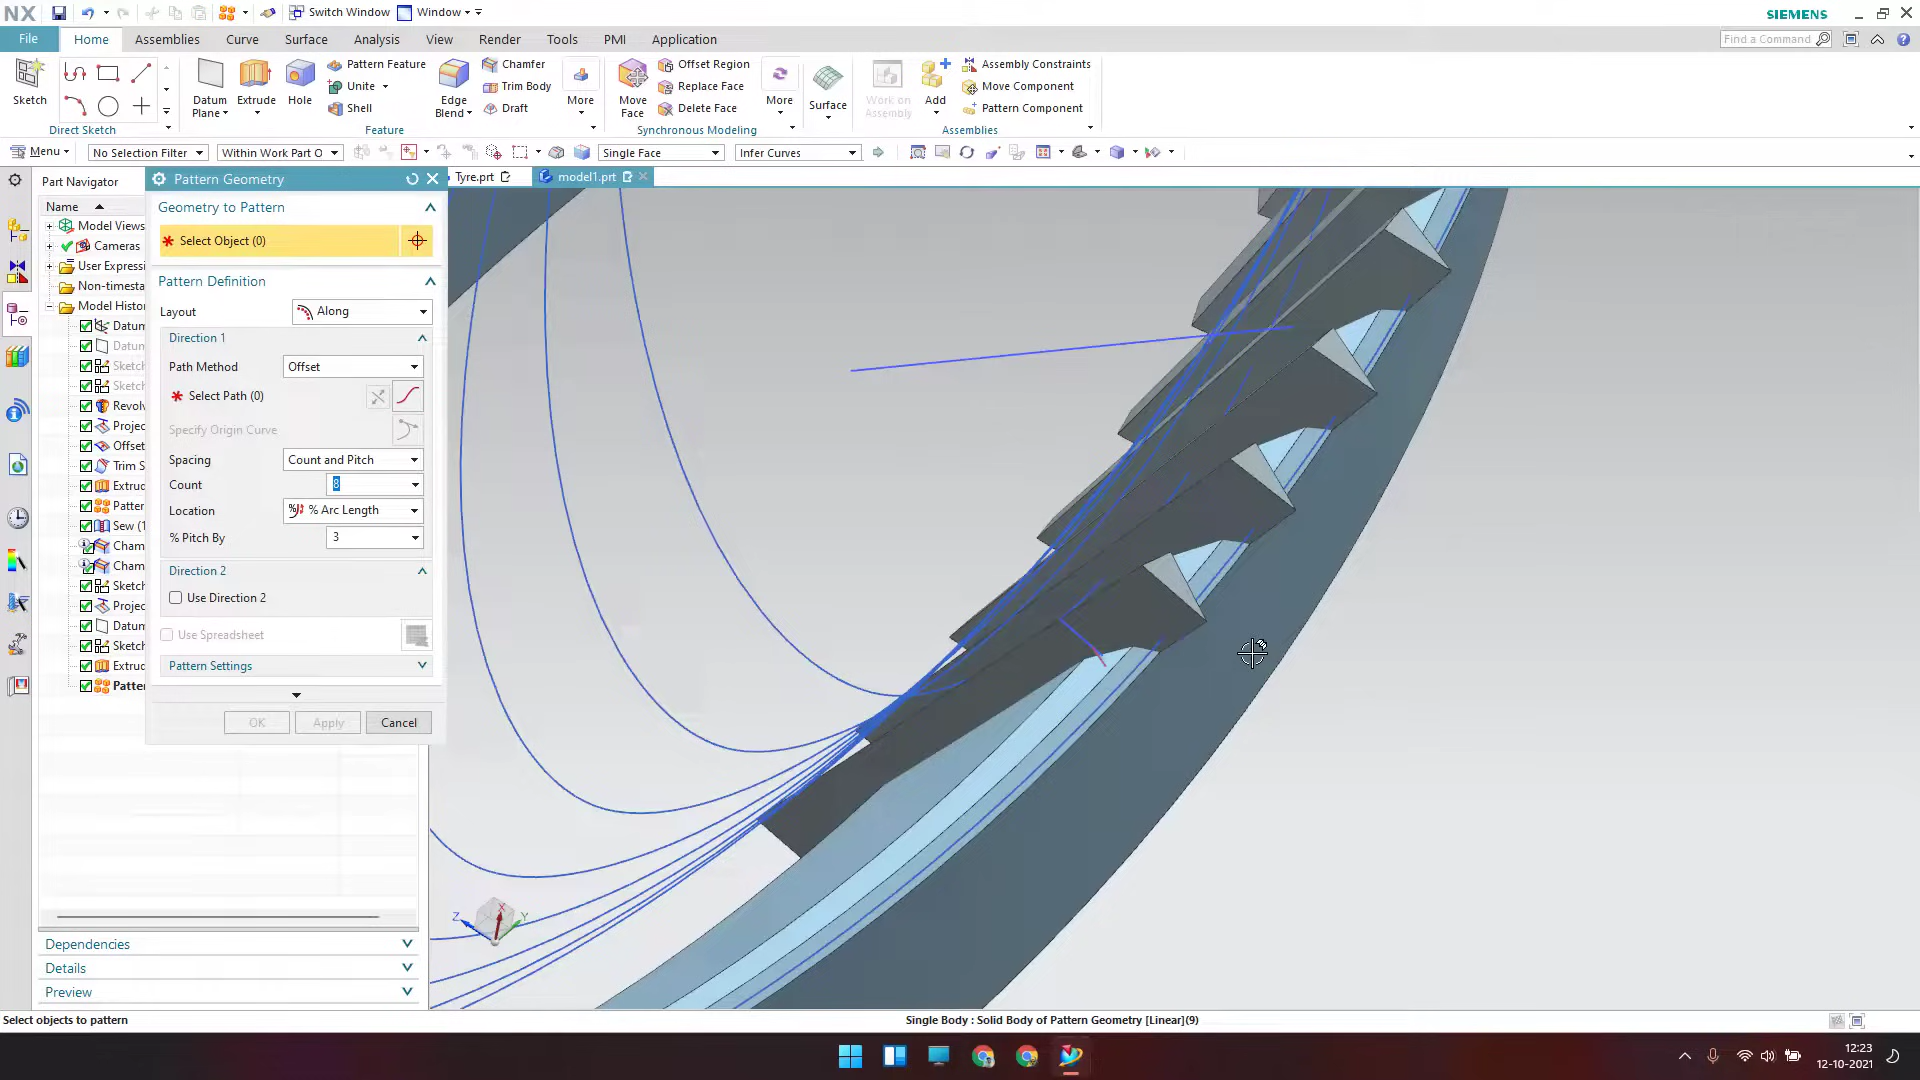 NX
Switch Window
Window
SIEMENS
File
Home
Assemblies
Curve
Surface
Analysis
View
Render
Tools
PMI
Application
Find a Command
Sketch
Direct Sketch
Datum
Plane
Extrude
Hole
Pattern Feature
Unite
Shell
Edge
Blend
Chamfer
Trim Body
Draft
More
Feature
Move
Face
Offset Region
Replace Face
Delete Face
More
Synchronous Modeling
Surface
Work on
Assembly
Add
Assembly Constraints
Move Component
Pattern Component
Assemblies
Menu
No Selection Filter
Within Work Part O
Single Face
Infer Curves
Part Navigator
Name
Model Views
Cameras
User Expressi
Non-timesta
Model Histo
Datum
Datum
Sketch
Sketch
Revol
Projec
Offset
Trim S
Extrud
Patter
Sew (1
Cham
Cham
Sketch
Projec
Datum
Sketch
Extrud
Patter
Dependencies
Details
Preview
Pattern Geometry
Geometry to Pattern
* Select Object (0)
Pattern Definition
Layout
Along
Direction 1
Path Method
Offset
* Select Path (0)
Specify Origin Curve
Spacing
Count and Pitch
Count
8
Location
% Arc Length
% Pitch By
3
Direction 2
Use Direction 2
Use Spreadsheet
Pattern Settings
OK
Apply
Cancel
Tyre.prt
model1.prt
Z
X
Y
Select objects to pattern
Single Body : Solid Body of Pattern Geometry [Linear](9)
12:23
12-10-2021